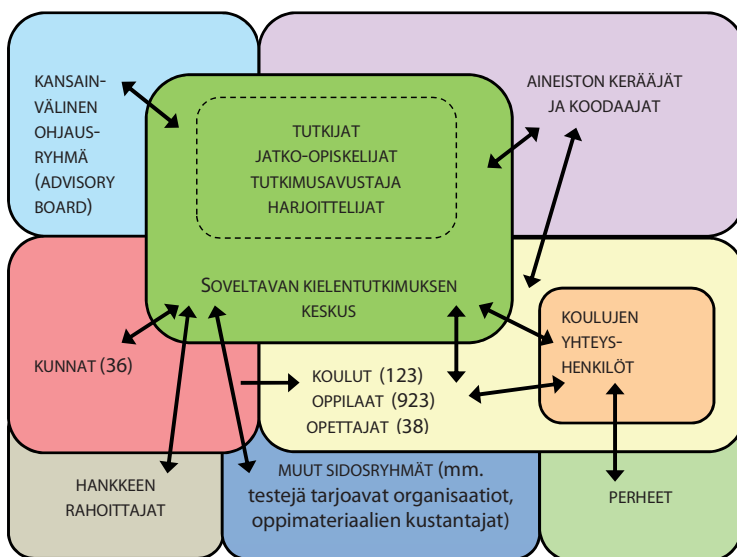 KANSAIN-
VÄLINEN
OHJAUS-
RYHMÄ
(ADVISORY
BOARD)
AINEISTON KERÄÄJÄT
JA KOODAAJAT
TUTKIJAT
JATKO-OPISKELIJAT
TUTKIMUSAVUSTAJA
HARJOITTELIJAT
SOVELTAVAN KIELENTUTKIMUKSEN
KESKUS
KUNNAT (36)
KOULUT (123)
OPPILAAT (923)
OPETTAJAT (38)
KOULUJEN
YHTEYS-
HENKILÖT
HANKKEEN
RAHOITTAJAT
MUUT SIDOSRYHMÄT (mm.
testejä tarjoavat organisaatiot,
oppimateriaalien kustantajat)
PERHEET